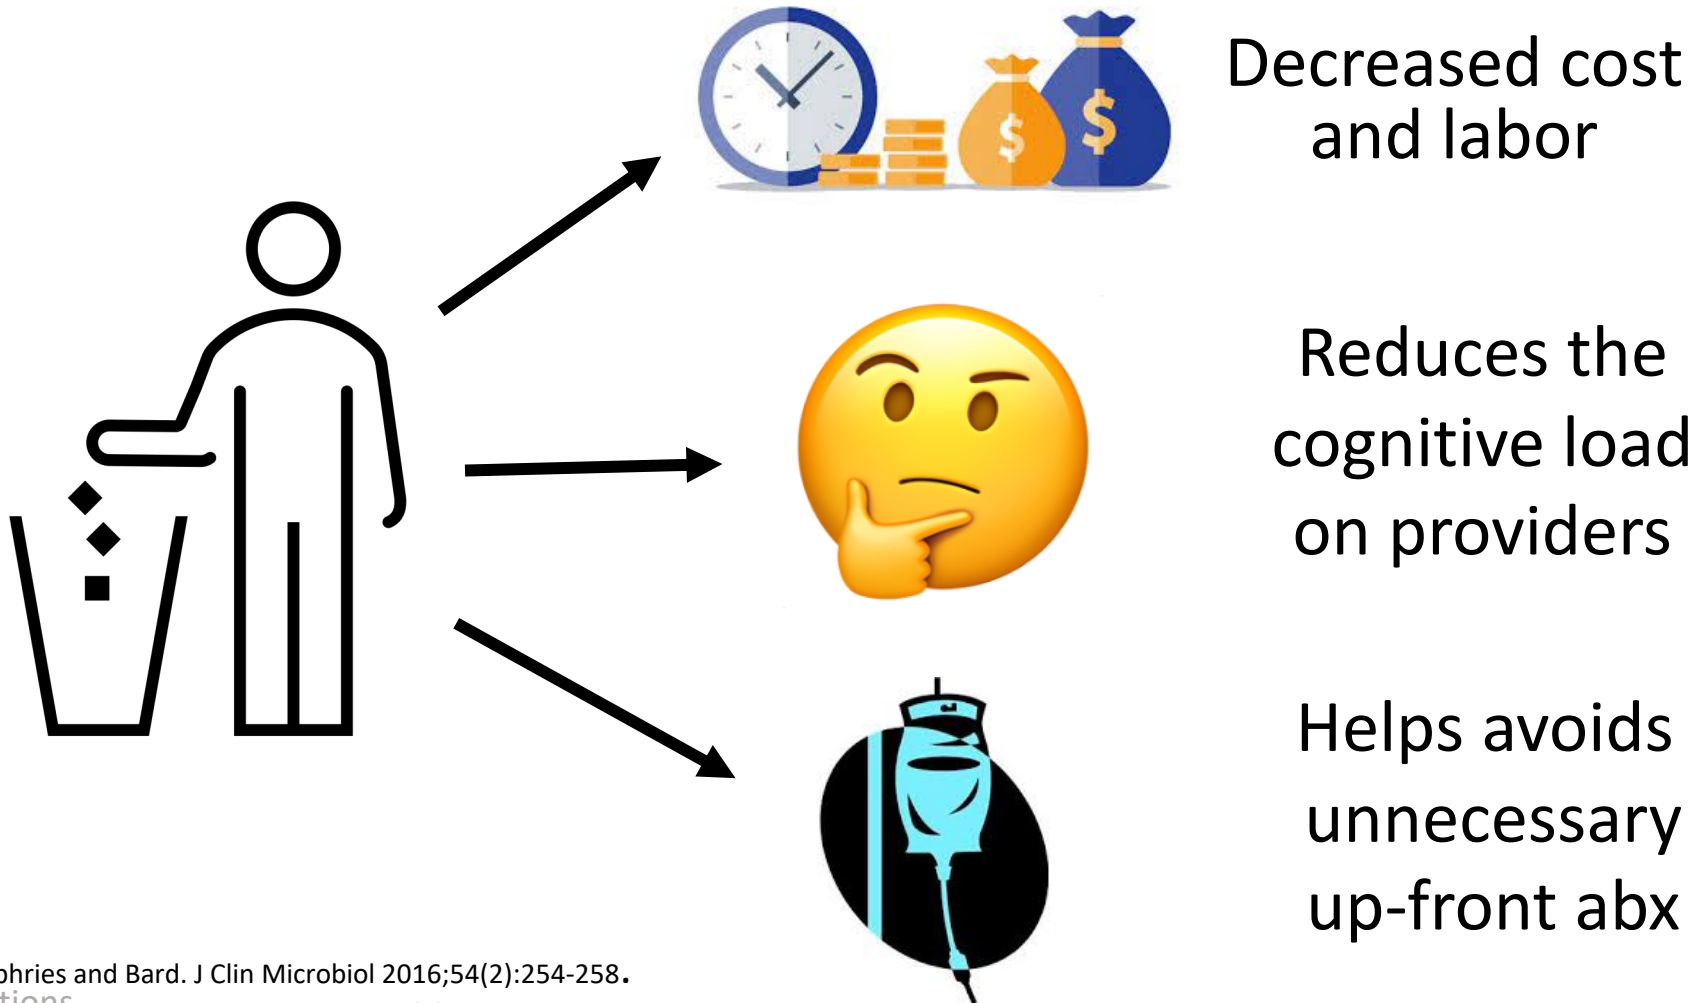 Decreased cost
and labor
Reduces the
cognitive load
on providers
Helps avoids
unnecessary
up-front abx
$
$
phries and Bard. J Clin Microbiol 2016;54(2):254-258.
tions